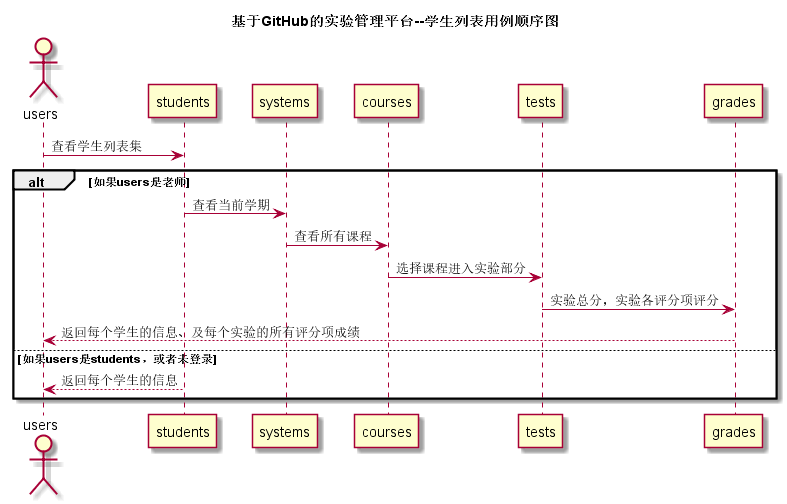 基于GitHub的实验管理平台--学生列表用例顺序图
users
students
systems
courses
tests
grades
查看学生列表集
alt
[如果users是老师]
查看当前学期
查看所有课程
选择课程进入实验部分
实验总分，实验各评分项评分
返回每个学生的信息、及每个实验的所有评分项成绩
[如果users是students，或者未登录]
返回每个学生的信息
users
students
systems
courses
tests
grades